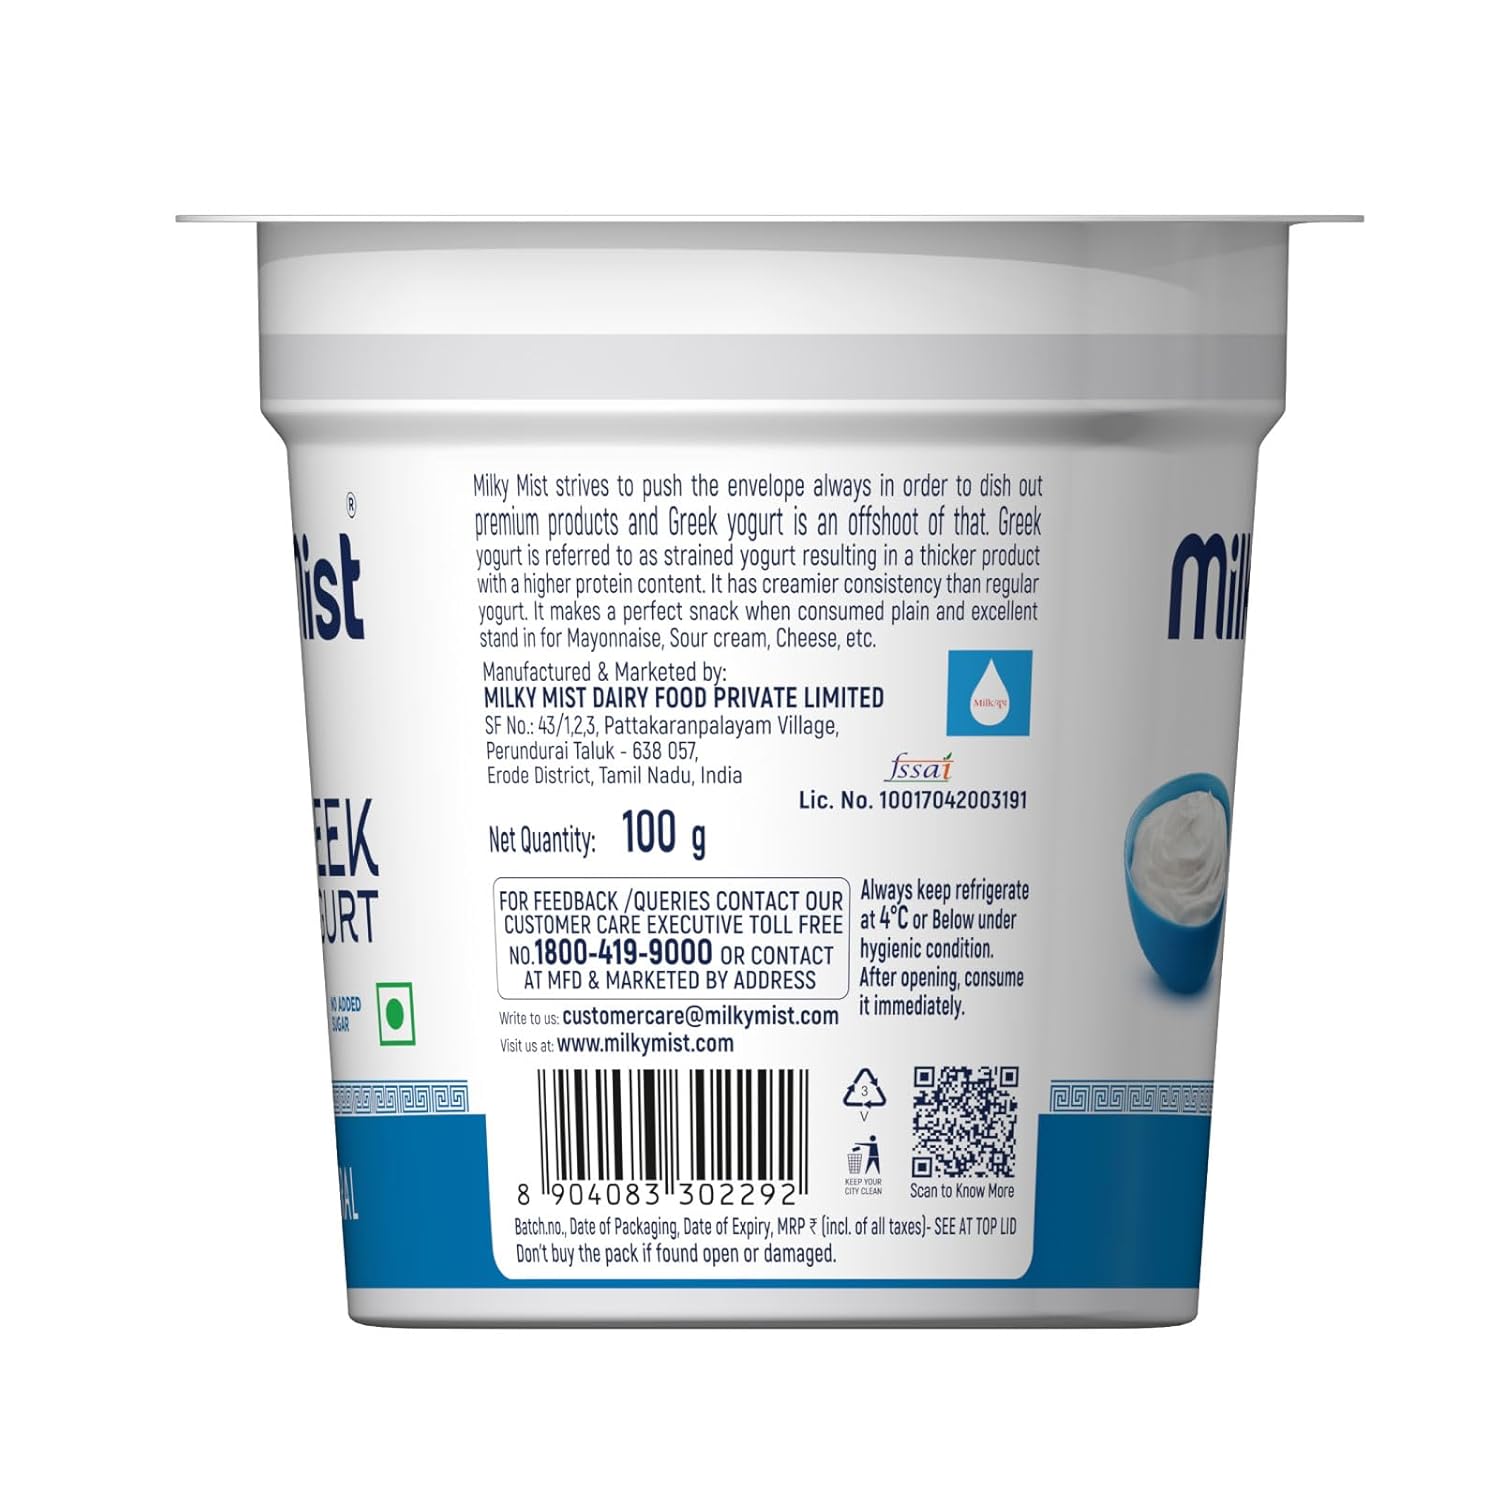 Milky Mist strives to push the envelope always in order to dish out
premium products and Greek yogurt is an offshoot of that. Greek
yogurt is referred to as strained yogurt resulting in a thicker product
with a higher protein content. It has creamier consistency than regular
yogurt. It makes a perfect snack when consumed plain and excellent
stand in for Mayonnaise, Sour cream, Cheese, etc.
Manufactured & Marketed by:
MILKY MIST DAIRY FOOD PRIVATE LIMITED
SF No.: 43/1,2,3, Pattakaranpalayam Village,
Perundurai Taluk - 638 057,
Erode District, Tamil Nadu, India
Milk/दूध
fssai
Lic. No. 10017042003191
Net Quantity: 100 g
FOR FEEDBACK /QUERIES CONTACT OUR
CUSTOMER CARE EXECUTIVE TOLL FREE
NO.1800-419-9000 OR CONTACT
AT MFD & MARKETED BY ADDRESS
Write to us: customercare@milkymist.com
Visit us at: www.milkymist.com
Always keep refrigerate
at 4°C or Below under
hygienic condition.
After opening, consume
it immediately.
8 904083 302292
3
V
KEEP YOUR
CITY CLEAN
Scan to Know More
Batch.no., Date of Packaging, Date of Expiry, MRP ₹ (incl. of all taxes)- SEE AT TOP LID
Don't buy the pack if found open or damaged.
ist
®
EEK
GURT
NO ADDED
SUGAR
RAL
Mil